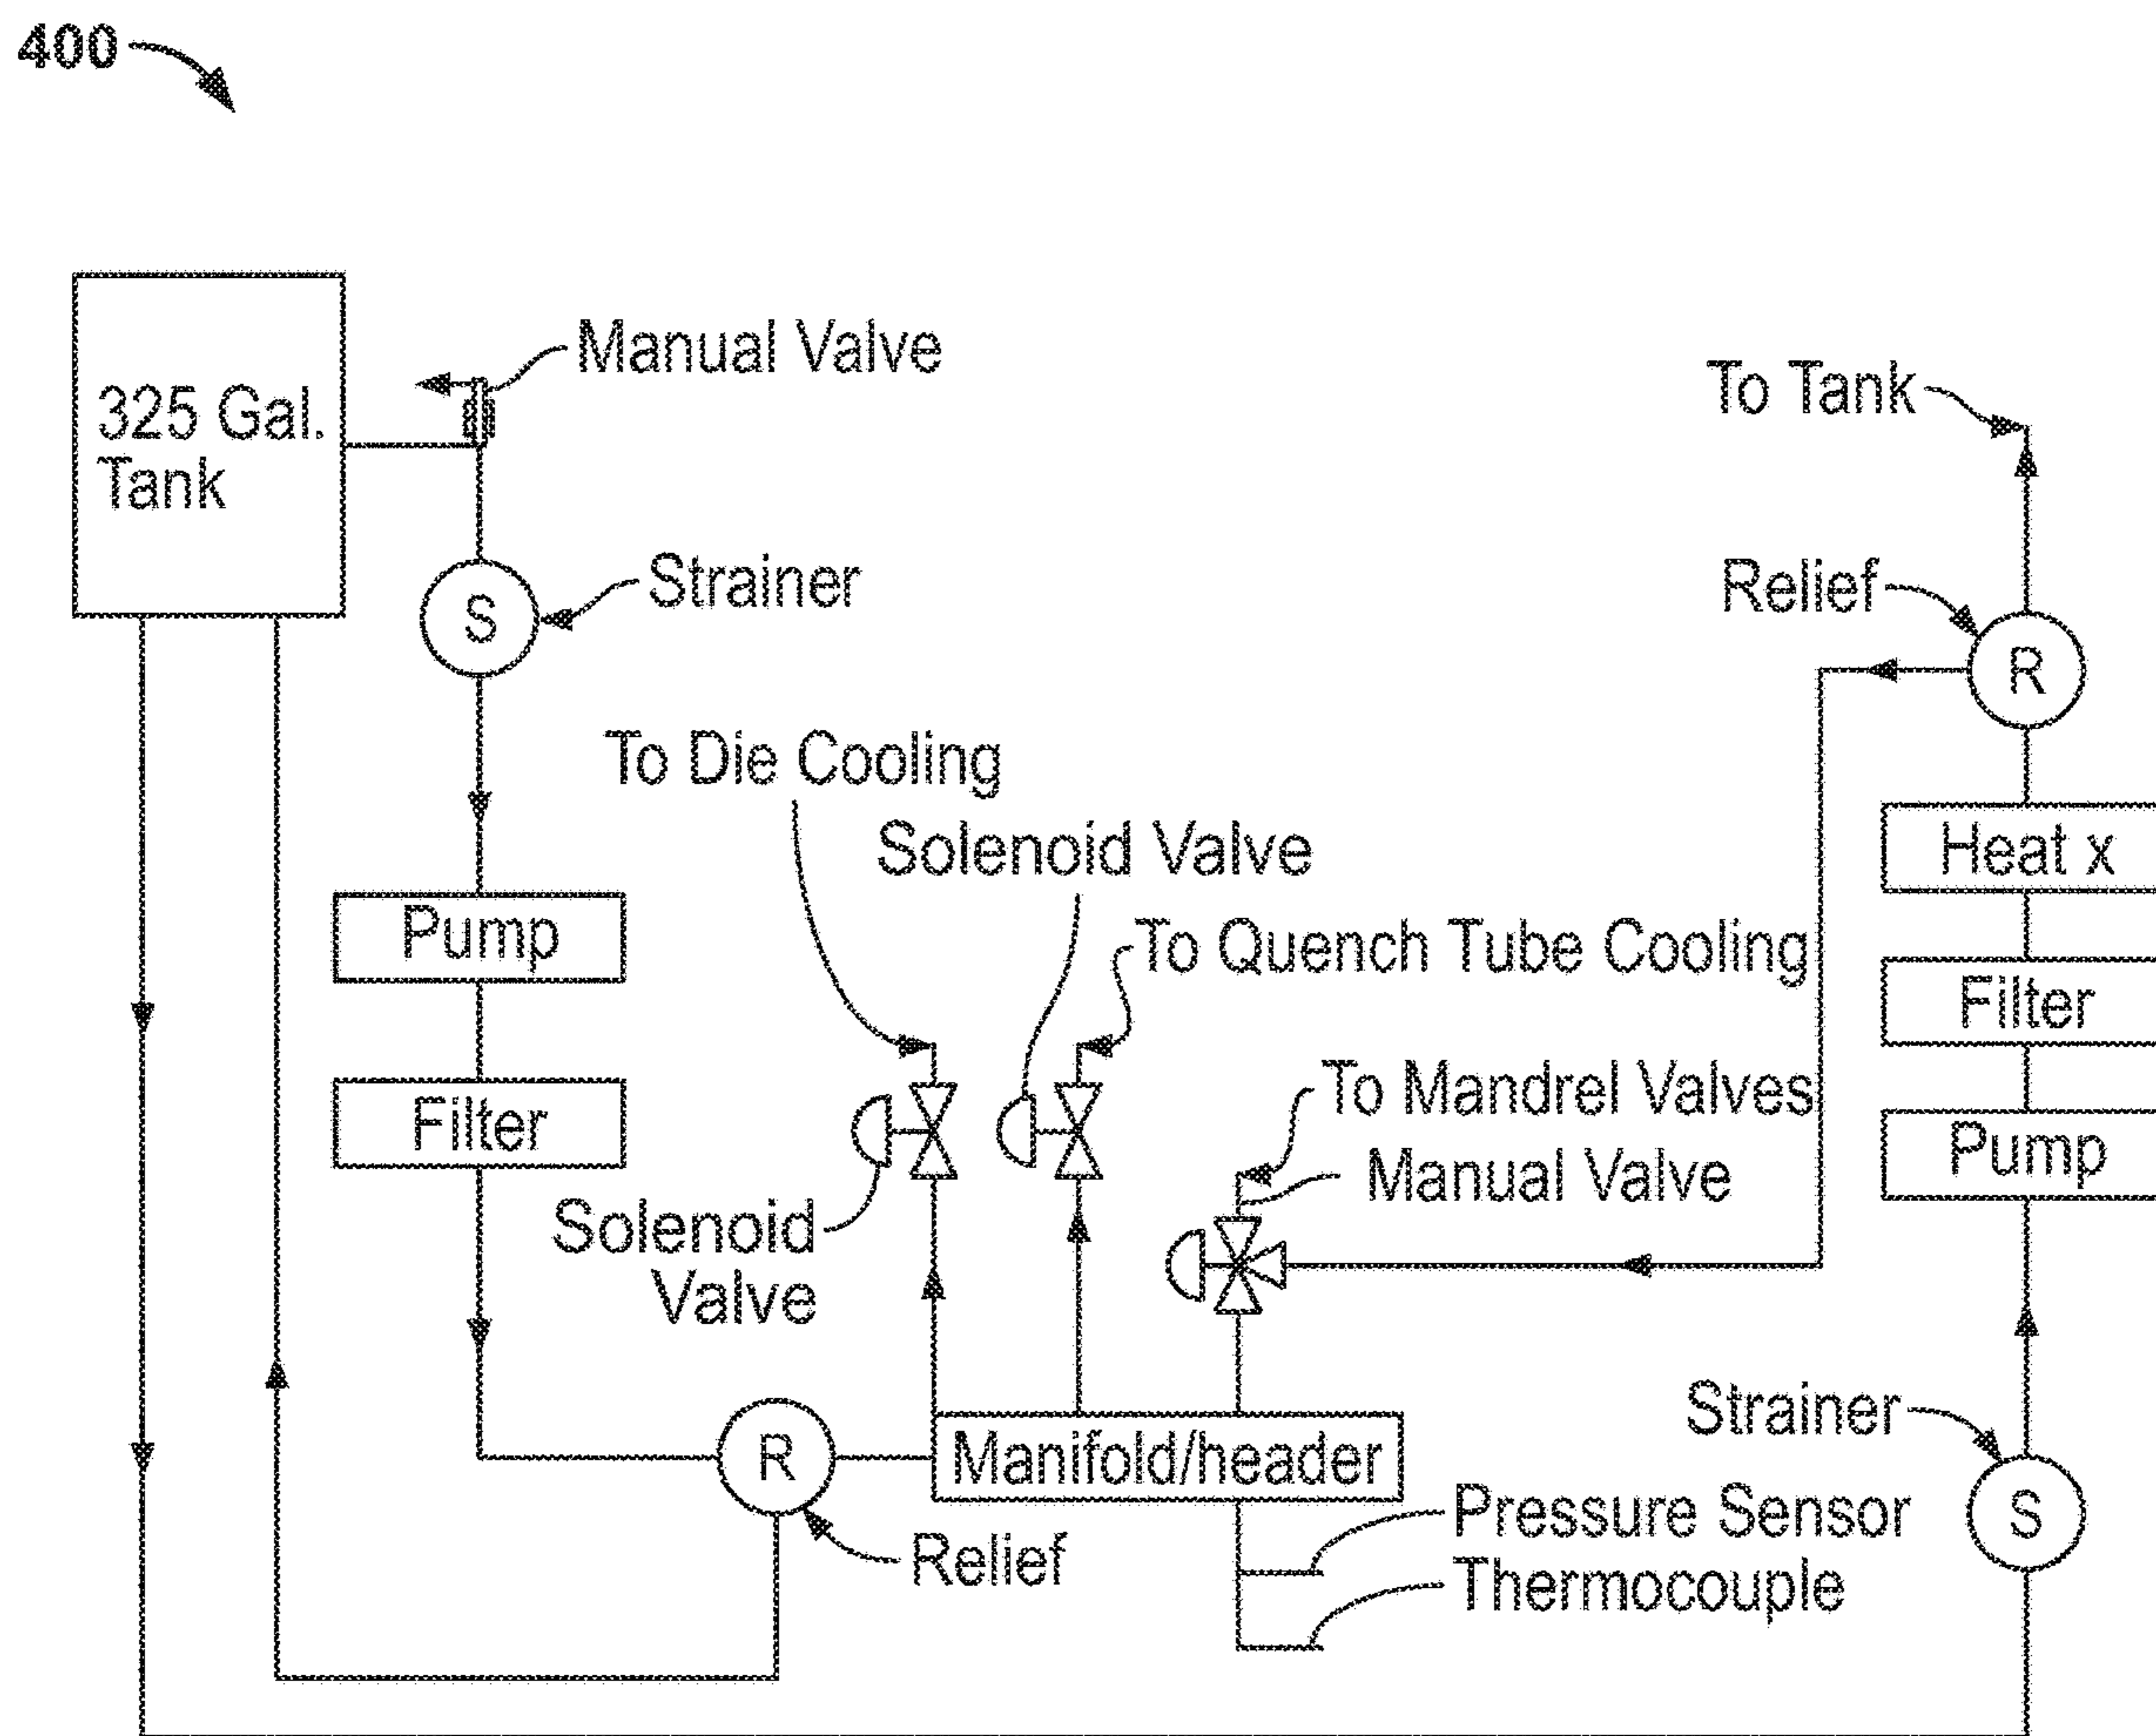 400
Manual Valve
325 Gal.
Tank
To Tank
Strainer
S
Relief
R
To Die Cooling
Solenoid Valve
Heat x
Pump
To Quench Tube Cooling
Filter
Filter
To Mandrel Valves
Manual Valve
Pump
Solenoid
Valve
Strainer
R
Manifold/header
S
Pressure Sensor
Relief
Thermocouple